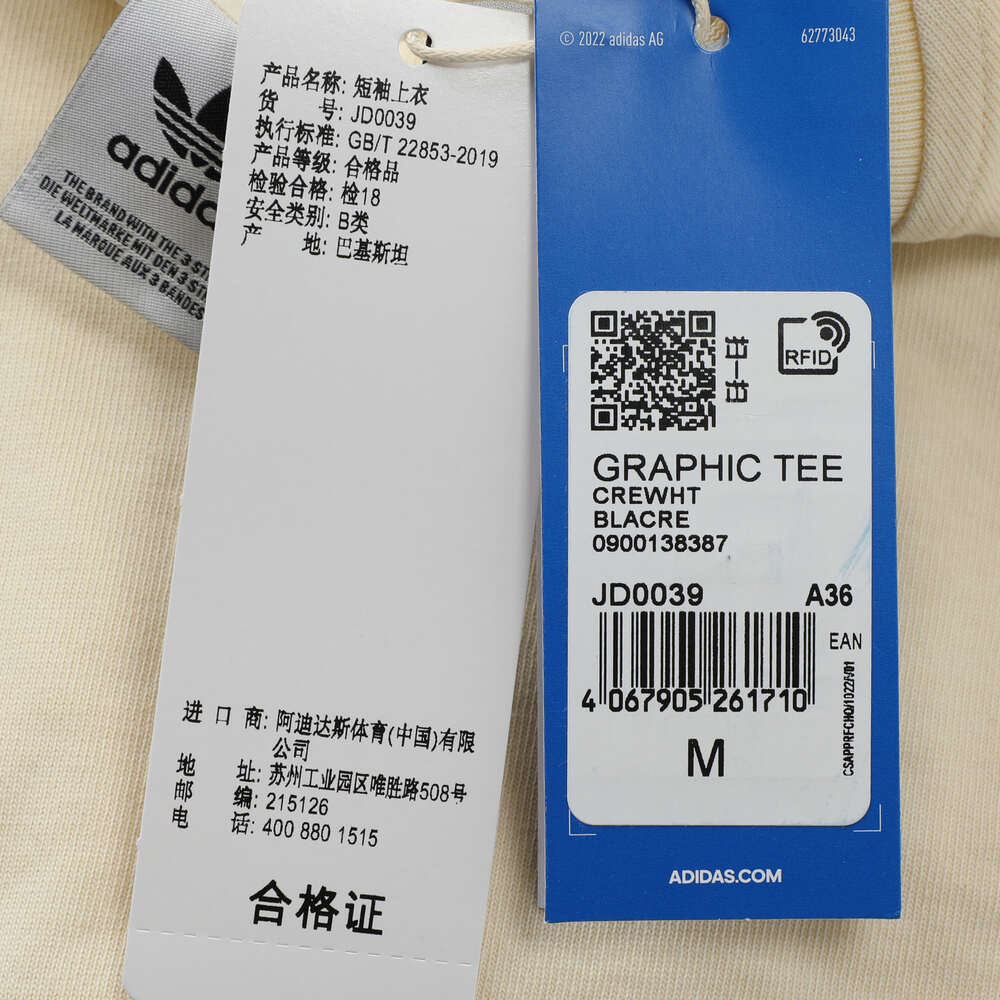 adida
THE BRAND WITH THE 3-ST
DIE WELTMARKE MIT DEN 3 ST
LA MARQUE AUX 3 BANDES
产品名称: 短袖上衣
货 号: JD0039
执行标准: GB/T 22853-2019
产品等级: 合格品
检验合格: 检18
安全类别: B类
产 地: 巴基斯坦
进 口 商: 阿迪达斯体育(中国)有限
公司
地 址: 苏州工业园区唯胜路508号
邮 编: 215126
电 话: 400 880 1515
合格证
© 2022 adidas AG
62773043
扫一扫
RFID
GRAPHIC TEE
CREWHT
BLACRE
0900138387
JD0039 A36
EAN
4 067905 261710
M
ADIDAS.COM